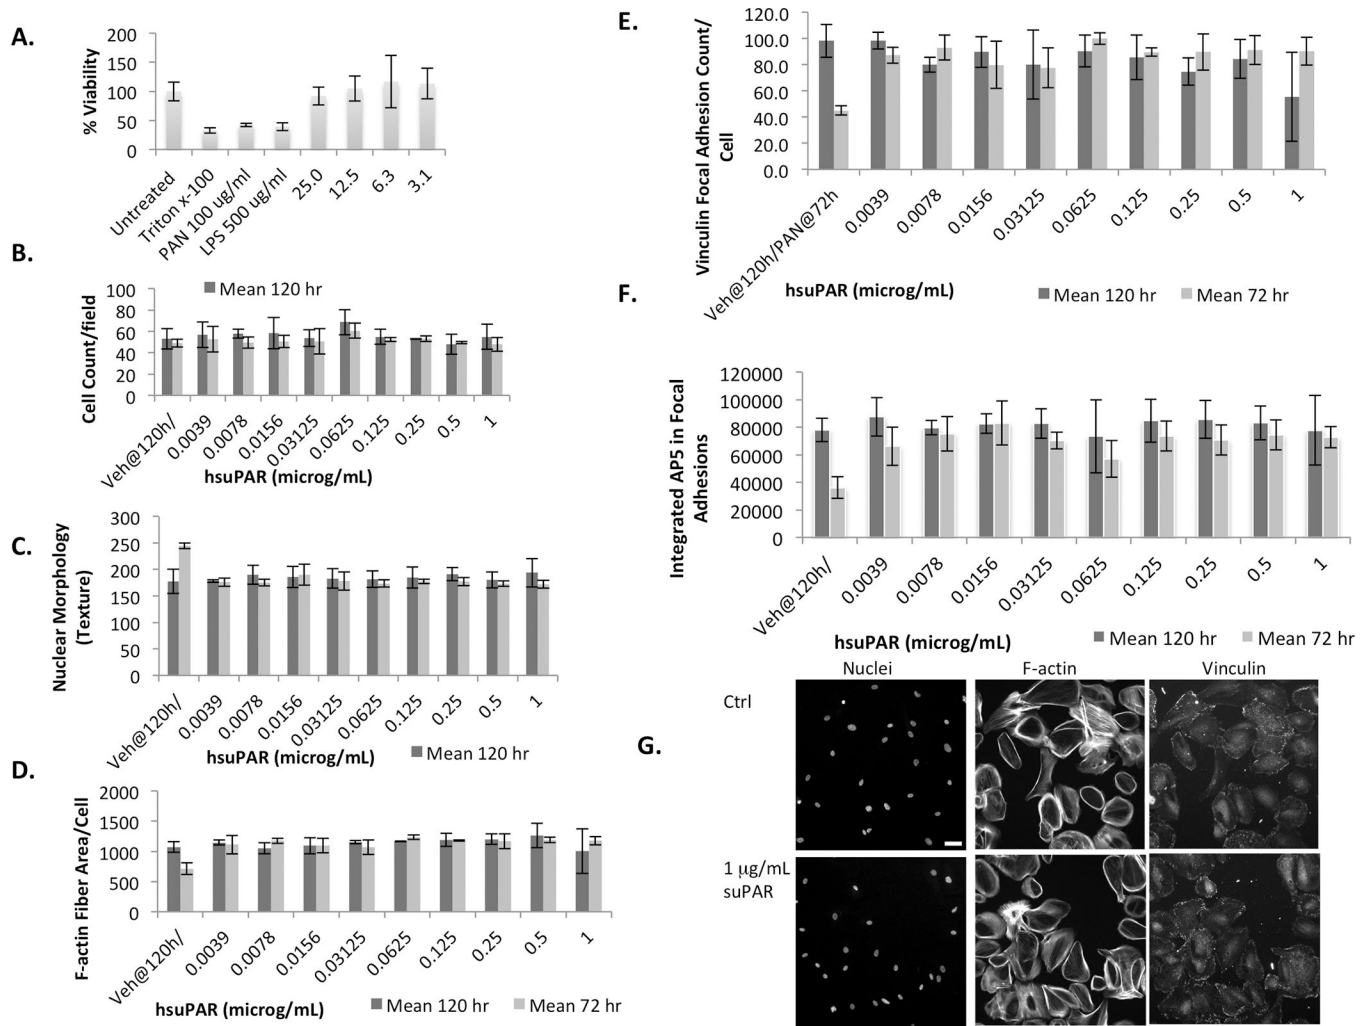 A.
200
150
100
50
0
% Viability
Untreated
Triton x-100
PAN 100 ug/ml
LPS 500 ug/ml
25.0
12.5
6.3
3.1
B.
Mean 120 hr
100
80
60
40
20
0
Cell Count/field
Veh@120h/
0.0039
0.0078
0.0156
0.03125
0.0625
0.125
0.25
0.5
1
hsuPAR (microg/mL)
C.
300
250
200
150
100
50
0
Nuclear Morphology
(Texture)
Veh@120h/
0.0039
0.0078
0.0156
0.03125
0.0625
0.125
0.25
0.5
1
hsuPAR (microg/mL)
Mean 120 hr
D.
2000
1500
1000
500
0
F-actin Fiber Area/Cell
Veh@120h/
0.0039
0.0078
0.0156
0.03125
0.0625
0.125
0.25
0.5
1
hsuPAR (microg/mL)
Mean 120 hr
Mean 72 hr
E.
120.0
100.0
80.0
60.0
40.0
20.0
0.0
Vinculin Focal Adhesion Count/
Cell
Veh@120h/PAN@72h
0.0039
0.0078
0.0156
0.03125
0.0625
0.125
0.25
0.5
1
hsuPAR (microg/mL)
Mean 120 hr
Mean 72 hr
F.
120000
100000
80000
60000
40000
20000
0
Integrated AP5 in Focal
Adhesions
Veh@120h/
0.0039
0.0078
0.0156
0.03125
0.0625
0.125
0.25
0.5
1
hsuPAR (microg/mL)
Mean 120 hr
Mean 72 hr
G.
Nuclei
F-actin
Vinculin
Ctrl
1 μg/mL
suPAR